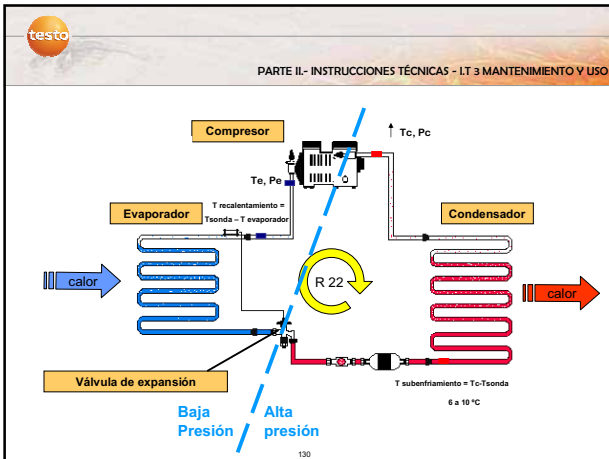 testo
PARTE II.- INSTRUCCIONES TÉCNICAS - I.T 3 MANTENIMIENTO Y USO
Compresor
Tc, Pc
Te, Pe
T recalentamiento =
Tsonda – T evaporador
Evaporador
Condensador
calor
R 22
calor
Válvula de expansión
T subenfriamiento = Tc-Tsonda
6 a 10 ºC
Baja
Presión
Alta
presión
130